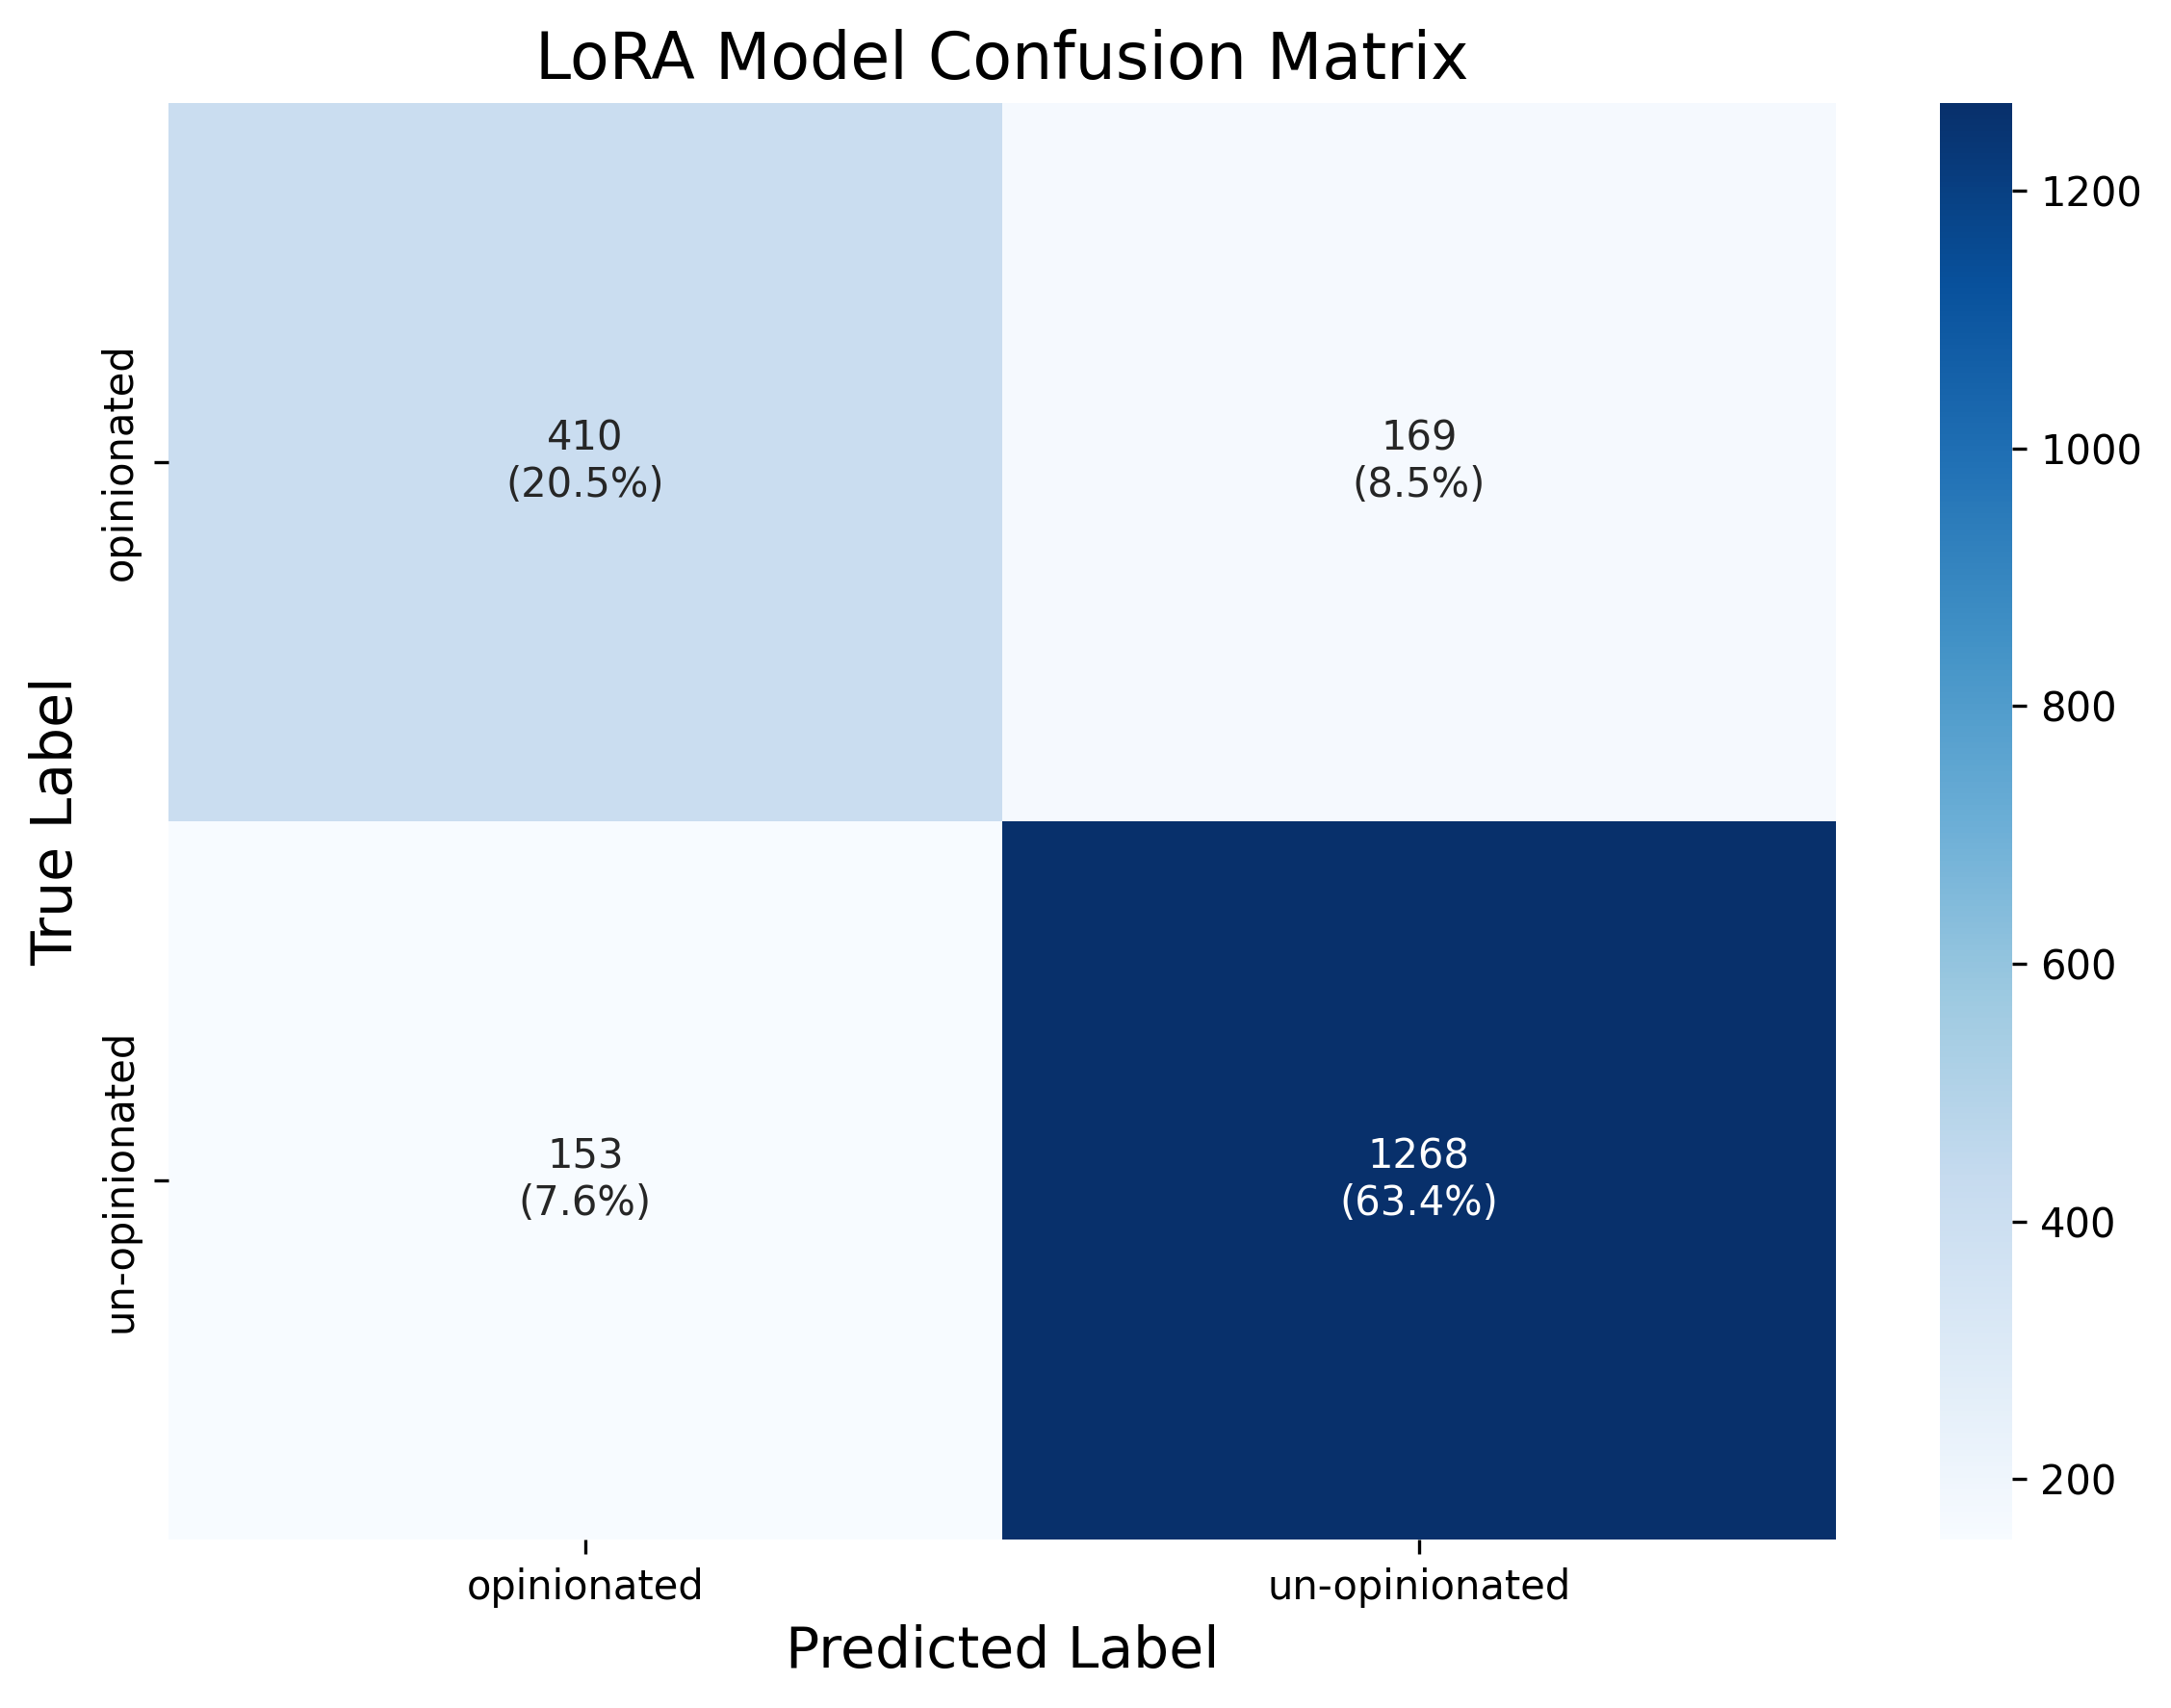 LoRA Model Confusion Matrix
True Label
opinionated
un-opinionated
410
(20.5%)
169
(8.5%)
153
(7.6%)
1268
(63.4%)
opinionated
un-opinionated
Predicted Label
1200
1000
800
600
400
200